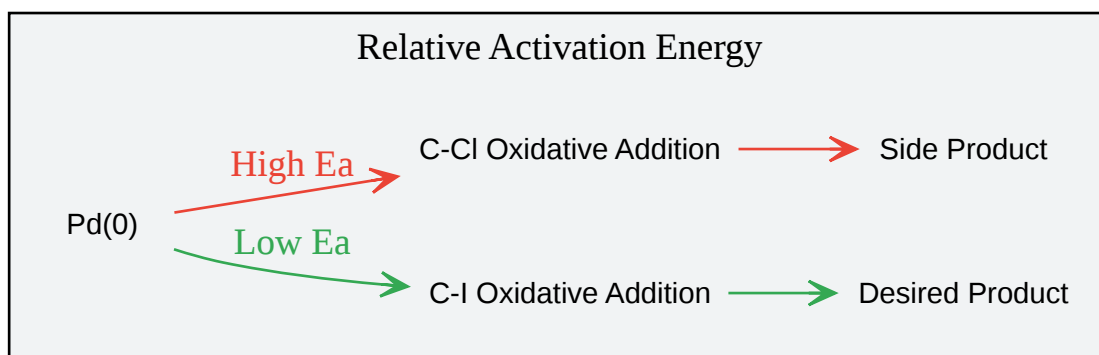 Relative Activation Energy
High Ea
C-Cl Oxidative Addition
Side Product
Pd(0)
Low Ea
C-I Oxidative Addition
Desired Product